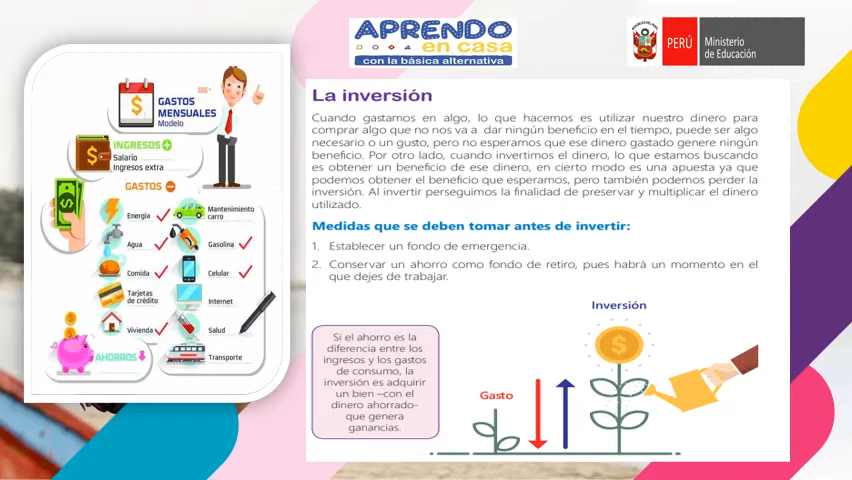 APRENDO
en casa
con la básica alternativa
PERÚ
Ministerio
de Educación
GASTOS
MENSUALES
Modelo
INGRESOS
Salario
Ingresos extra
GASTOS
Energía
Mantenimiento
carro
Agua
Gasolina
Comida
Celular
Tarjetas
de crédito
Internet
Vivienda
Salud
Transporte
AHORROS
La inversión
Cuando gastamos en algo, lo que hacemos es utilizar nuestro dinero para
comprar algo que no nos va a dar ningún beneficio en el tiempo, puede ser algo
necesario o un gusto, pero no esperamos que ese dinero gastado genere ningún
beneficio. Por otro lado, cuando invertimos el dinero, lo que estamos buscando
es obtener un beneficio de ese dinero, en cierto modo es una apuesta ya que
podemos obtener el beneficio que esperamos, pero también podemos perder la
inversión. Al invertir perseguimos la finalidad de preservar y multiplicar el dinero
utilizado.
Medidas que se deben tomar antes de invertir:
1. Establecer un fondo de emergencia.
2. Conservar un ahorro como fondo de retiro, pues habrá un momento en el
que dejes de trabajar.
Si el ahorro es la
diferencia entre los
ingresos y los gastos
de consumo, la
inversión es adquirir
un bien –con el
dinero ahorrado-
que genera
ganancias.
Gasto
Inversión